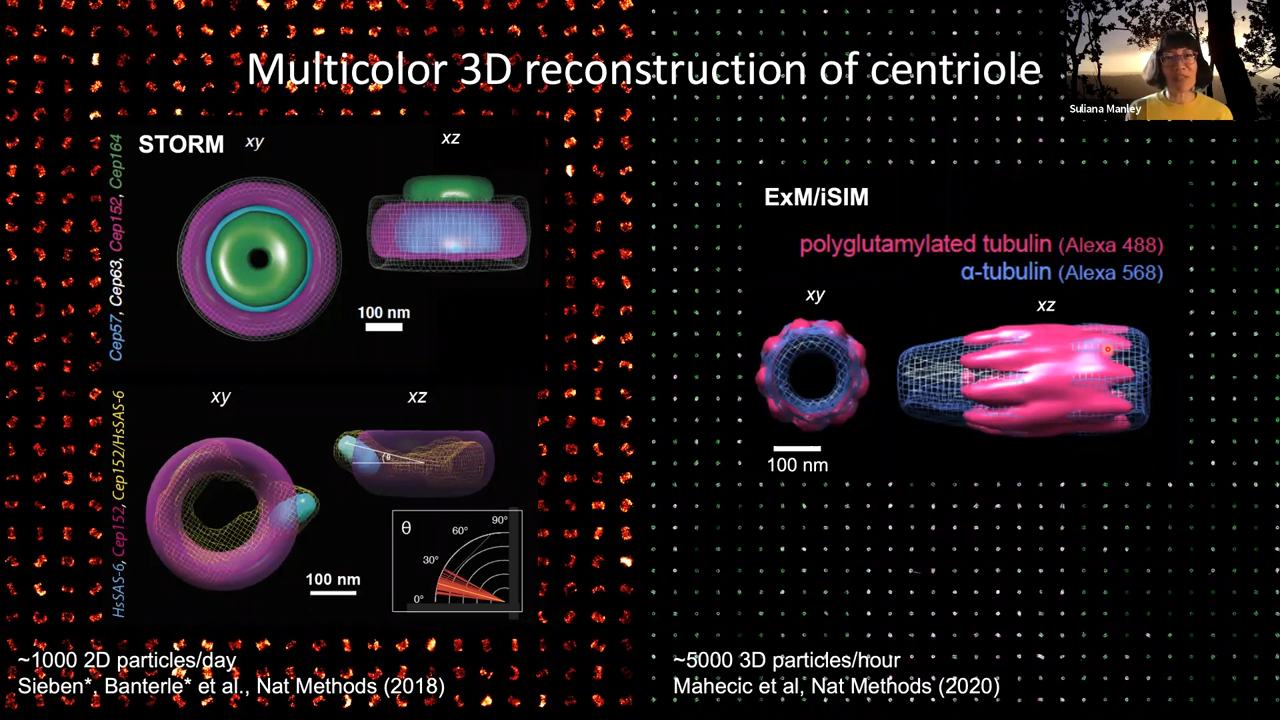 Multicolor 3D reconstruction of centriole
Suliana Manley
STORM
xy
xz
Cep57, Cep63, Cep152, Cep164
100 nm
xy
xz
HsSAS-6, Cep152, Cep152/HsSAS-6
θ
θ
90°
60°
30°
0°
100 nm
~1000 2D particles/day
Sieben*, Banterle* et al., Nat Methods (2018)
ExM/iSIM
polyglutamylated tubulin (Alexa 488)
α-tubulin (Alexa 568)
xy
xz
100 nm
~5000 3D particles/hour
Mahecic et al, Nat Methods (2020)